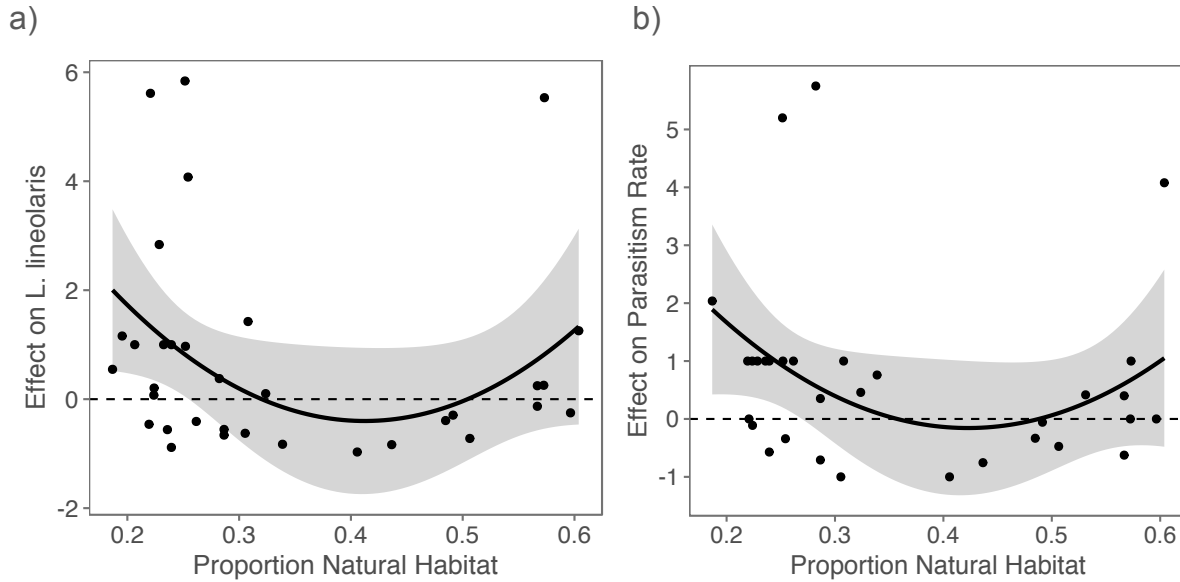 a)
b)
Effect on L. lineolaris
6
4
2
0
-2
0.2 0.3 0.4 0.5 0.6
Proportion Natural Habitat
Effect on Parasitism Rate
5
4
3
2
1
0
-1
0.2 0.3 0.4 0.5 0.6
Proportion Natural Habitat